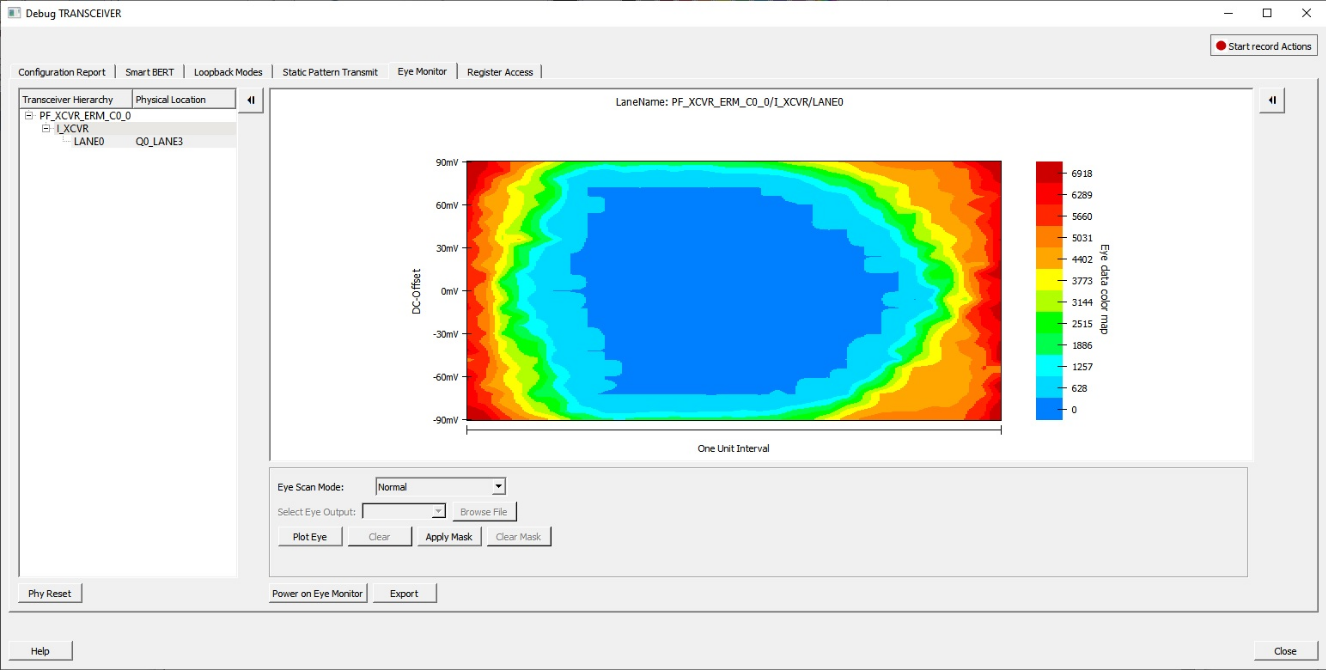 Debug TRANSCEIVER
Start record Actions
Configuration Report
Smart BERT
Loopback Modes
Static Pattern Transmit
Eye Monitor
Register Access
Transceiver Hierarchy
Physical Location
PF_XCVR_ERM_C0_0
I_XCVR
LANE0
Q0_LANE3
LaneName: PF_XCVR_ERM_C0_0/I_XCVR/LANE0
DC-Offset
90mV
60mV
30mV
0mV
-30mV
-60mV
-90mV
One Unit Interval
6918
6289
5660
5031
4402
3773
3144
2515
1886
1257
628
0
Eye data color map
Eye Scan Mode:
Normal
Select Eye Output:
Browse File
Plot Eye
Clear
Apply Mask
Clear Mask
Phy Reset
Power on Eye Monitor
Export
Help
Close